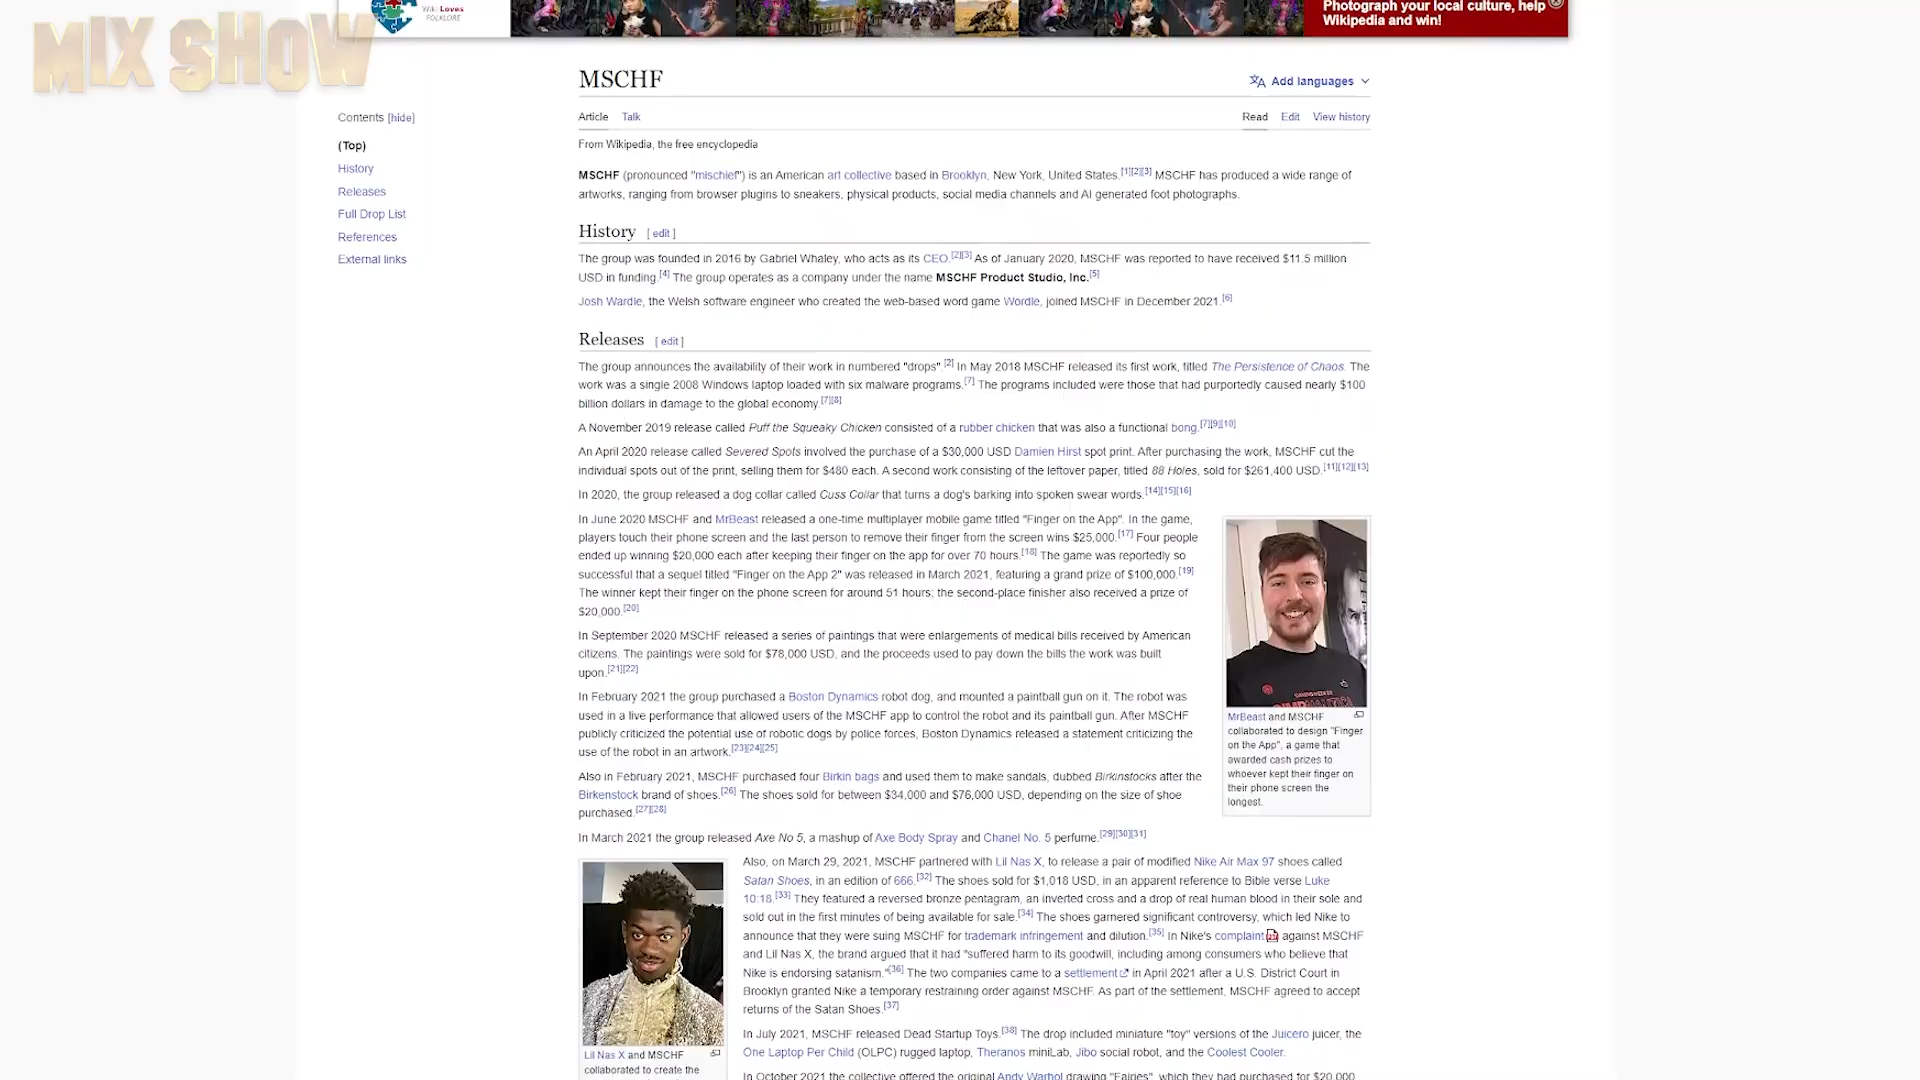 MIX SHOW
Wiki Loves
FOLKLORE
Photograph your local culture, help
Wikipedia and win!
MSCHF
Add languages
Contents [hide]
(Top)
History
Releases
Full Drop List
References
External links
Article Talk
Read Edit View history
From Wikipedia, the free encyclopedia
MSCHF (pronounced "mischief") is an American art collective based in Brooklyn, New York, United States.[1][2][3] MSCHF has produced a wide range of
artworks, ranging from browser plugins to sneakers, physical products, social media channels and AI generated foot photographs.
History [ edit ]
The group was founded in 2016 by Gabriel Whaley, who acts as its CEO.[2][3] As of January 2020, MSCHF was reported to have received $11.5 million
USD in funding.[4] The group operates as a company under the name MSCHF Product Studio, Inc.[5]
Josh Wardle, the Welsh software engineer who created the web-based word game Wordle, joined MSCHF in December 2021.[6]
Releases [ edit ]
The group announces the availability of their work in numbered "drops".[2] In May 2018 MSCHF released its first work, titled The Persistence of Chaos. The
work was a single 2008 Windows laptop loaded with six malware programs.[7] The programs included were those that had purportedly caused nearly $100
billion dollars in damage to the global economy.[7][8]
A November 2019 release called Puff the Squeaky Chicken consisted of a rubber chicken that was also a functional bong.[7][9][10]
An April 2020 release called Severed Spots involved the purchase of a $30,000 USD Damien Hirst spot print. After purchasing the work, MSCHF cut the
individual spots out of the print, selling them for $480 each. A second work consisting of the leftover paper, titled 88 Holes, sold for $261,400 USD.[11][12][13]
In 2020, the group released a dog collar called Cuss Collar that turns a dog's barking into spoken swear words.[14][15][16]
In June 2020 MSCHF and MrBeast released a one-time multiplayer mobile game titled "Finger on the App". In the game,
players touch their phone screen and the last person to remove their finger from the screen wins $25,000.[17] Four people
ended up winning $20,000 each after keeping their finger on the app for over 70 hours.[18] The game was reportedly so
successful that a sequel titled "Finger on the App 2" was released in March 2021, featuring a grand prize of $100,000.[19]
The winner kept their finger on the phone screen for around 51 hours; the second-place finisher also received a prize of
$20,000.[20]
In September 2020 MSCHF released a series of paintings that were enlargements of medical bills received by American
citizens. The paintings were sold for $78,000 USD, and the proceeds used to pay down the bills the work was built
upon.[21][22]
In February 2021 the group purchased a Boston Dynamics robot dog, and mounted a paintball gun on it. The robot was
used in a live performance that allowed users of the MSCHF app to control the robot and its paintball gun. After MSCHF
publicly criticized the potential use of robotic dogs by police forces, Boston Dynamics released a statement criticizing the
use of the robot in an artwork.[23][24][25]
Also in February 2021, MSCHF purchased four Birkin bags and used them to make sandals, dubbed Birkinstocks after the
Birkenstock brand of shoes.[26] The shoes sold for between $34,000 and $76,000 USD, depending on the size of shoe
purchased.[27][28]
MrBeast and MSCHF
collaborated to design "Finger
on the App", a game that
awarded cash prizes to
whoever kept their finger on
their phone screen the
longest.
In March 2021 the group released Axe No 5, a mashup of Axe Body Spray and Chanel No. 5 perfume.[29][30][31]
Also, on March 29, 2021, MSCHF partnered with Lil Nas X, to release a pair of modified Nike Air Max 97 shoes called
Satan Shoes, in an edition of 666.[32] The shoes sold for $1,018 USD, in an apparent reference to Bible verse Luke
10:18.[33] They featured a reversed bronze pentagram, an inverted cross and a drop of real human blood in their sole and
sold out in the first minutes of being available for sale.[34] The shoes garnered significant controversy, which led Nike to
announce that they were suing MSCHF for trademark infringement and dilution.[35] In Nike's complaint against MSCHF
and Lil Nas X, the brand argued that it had "suffered harm to its goodwill, including among consumers who believe that
Nike is endorsing satanism."[36] The two companies came to a settlement in April 2021 after a U.S. District Court in
Brooklyn granted Nike a temporary restraining order against MSCHF. As part of the settlement, MSCHF agreed to accept
returns of the Satan Shoes.[37]
Lil Nas X and MSCHF
collaborated to create the
In July 2021, MSCHF released Dead Startup Toys.[38] The drop included miniature "toy" versions of the Juicero juicer, the
One Laptop Per Child (OLPC) rugged laptop, Theranos miniLab, Jibo social robot, and the Coolest Cooler.
In October 2021 the collective offered the original Andy Warhol drawing "Fairies", which they had purchased for $20,000